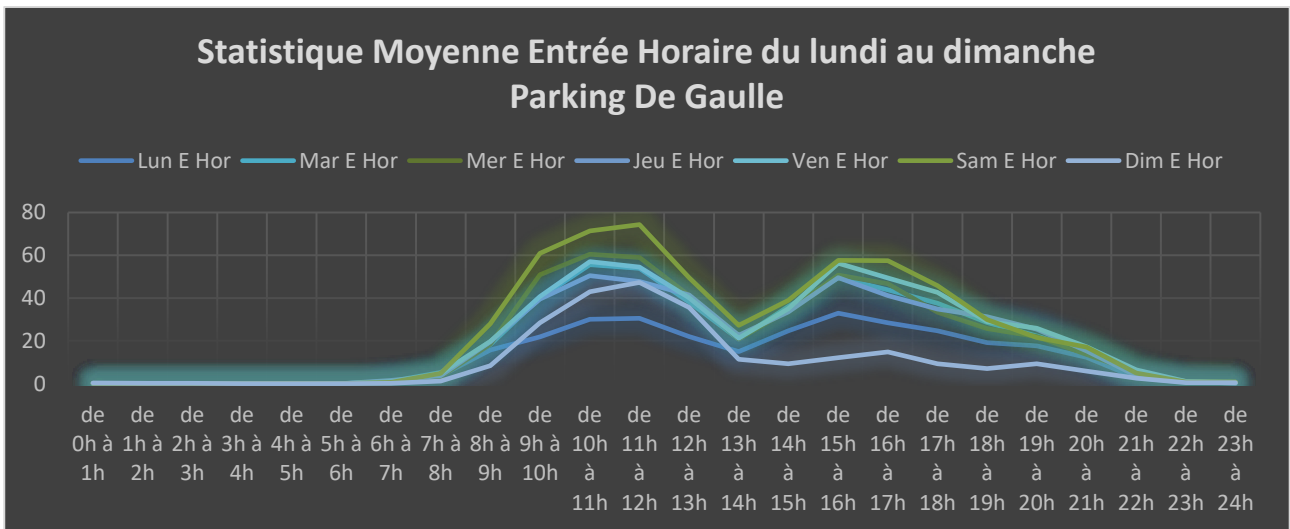 Statistique Moyenne Entrée Horaire du lundi au dimanche
Parking De Gaulle
Lun E Hor Mar E Hor Mer E Hor Jeu E Hor Ven E Hor Sam E Hor Dim E Hor
80
60
40
20
0
de 0h à 1h
de 1h à 2h
de 2h à 3h
de 3h à 4h
de 4h à 5h
de 5h à 6h
de 6h à 7h
de 7h à 8h
de 8h à 9h
de 9h à 10h
de 10h à 11h
de 11h à 12h
de 12h à 13h
de 13h à 14h
de 14h à 15h
de 15h à 16h
de 16h à 17h
de 17h à 18h
de 18h à 19h
de 19h à 20h
de 20h à 21h
de 21h à 22h
de 22h à 23h
de 23h à 24h